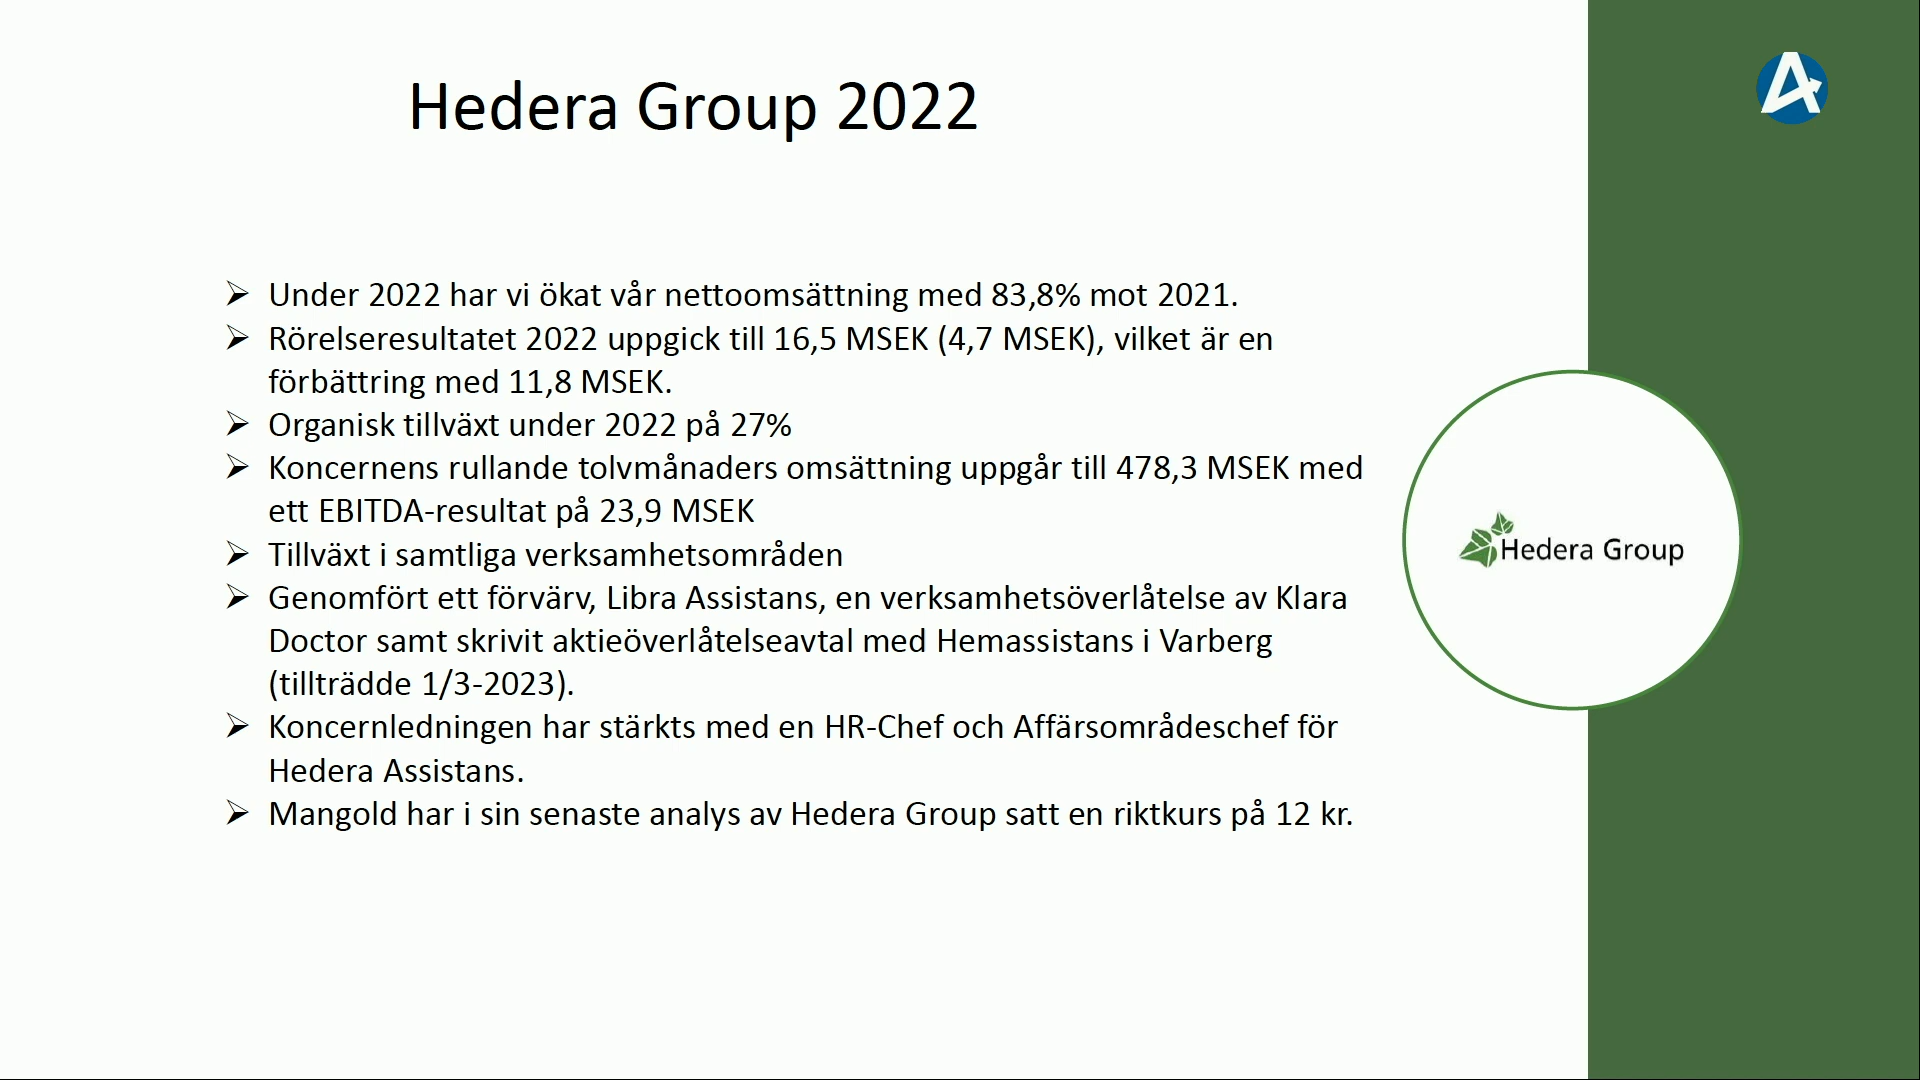 Hedera Group 2022
➢ Under 2022 har vi ökat vår nettoomsättning med 83,8% mot 2021.
➢ Rörelseresultatet 2022 uppgick till 16,5 MSEK (4,7 MSEK), vilket är en
förbättring med 11,8 MSEK.
➢ Organisk tillväxt under 2022 på 27%
➢ Koncernens rullande tolvmånaders omsättning uppgår till 478,3 MSEK med
ett EBITDA-resultat på 23,9 MSEK
➢ Tillväxt i samtliga verksamhetsområden
➢ Genomfört ett förvärv, Libra Assistans, en verksamhetsöverlåtelse av Klara
Doctor samt skrivit aktieöverlåtelseavtal med Hemassistans i Varberg
(tillträdde 1/3-2023).
➢ Koncernledningen har stärkts med en HR-Chef och Affärsområdeschef för
Hedera Assistans.
➢ Mangold har i sin senaste analys av Hedera Group satt en riktkurs på 12 kr.
Hedera Group